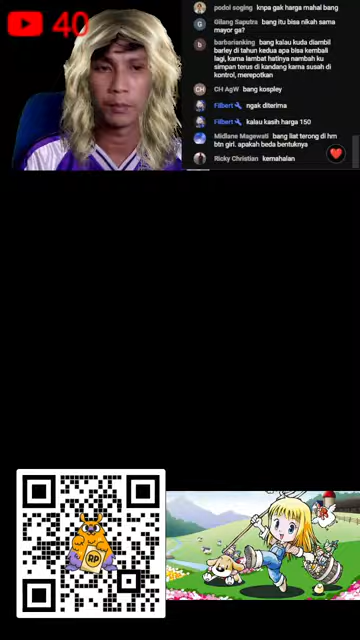 40
podol soging knpa gak harga mahal bang
Gilang Saputra bang itu bisa nikah sama
mayor ga?
barbarianking bang kalau kuda diambil
barley di tahun kedua apa bisa kembali
lagi, karna lambat hatinya nambah ku
simpan terus di kandang karna susah di
kontrol, merepotkan
CH
CH AgW bang kospley
Filbert ngak diterima
Filbert kalau kasih harga 150
Midlane Magewati bang liat terong di hm
btn girl. apakah beda bentuknya
Ricky Christian kemahalan
RP